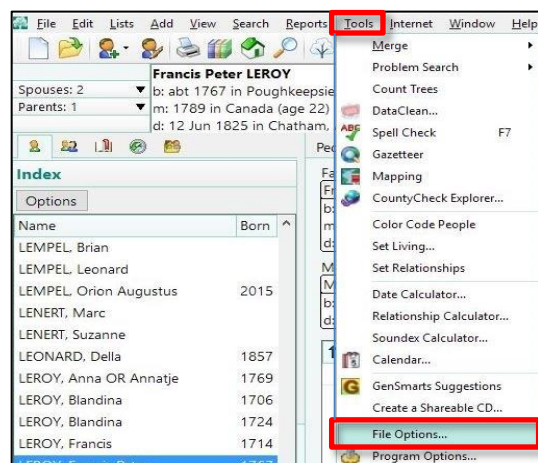 File Edit Lists Add View Search Reports Tools Internet Window Help
Francis Peter LEROY
Spouses: 2
b: abt 1767 in Poughkeepsie
Parents: 1
m: 1789 in Canada (age 22)
d: 12 Jun 1825 in Chatham,
Index
Options
Name Born
LEMPEL, Brian
LEMPEL, Leonard
LEMPEL, Orion Augustus 2015
LENERT, Marc
LENERT, Suzanne
LEONARD, Della 1857
LEROY, Anna OR Annatje 1769
LEROY, Blandina 1706
LEROY, Blandina 1724
LEROY, Francis 1714
Merge
Problem Search
Count Trees
DataClean...
ABC
Spell Check F7
Gazetteer
Mapping
CountyCheck Explorer...
Color Code People
Set Living...
Set Relationships
Date Calculator...
Relationship Calculator...
Soundex Calculator...
Calendar...
G GenSmarts Suggestions
Create a Shareable CD...
File Options...
Program Options...